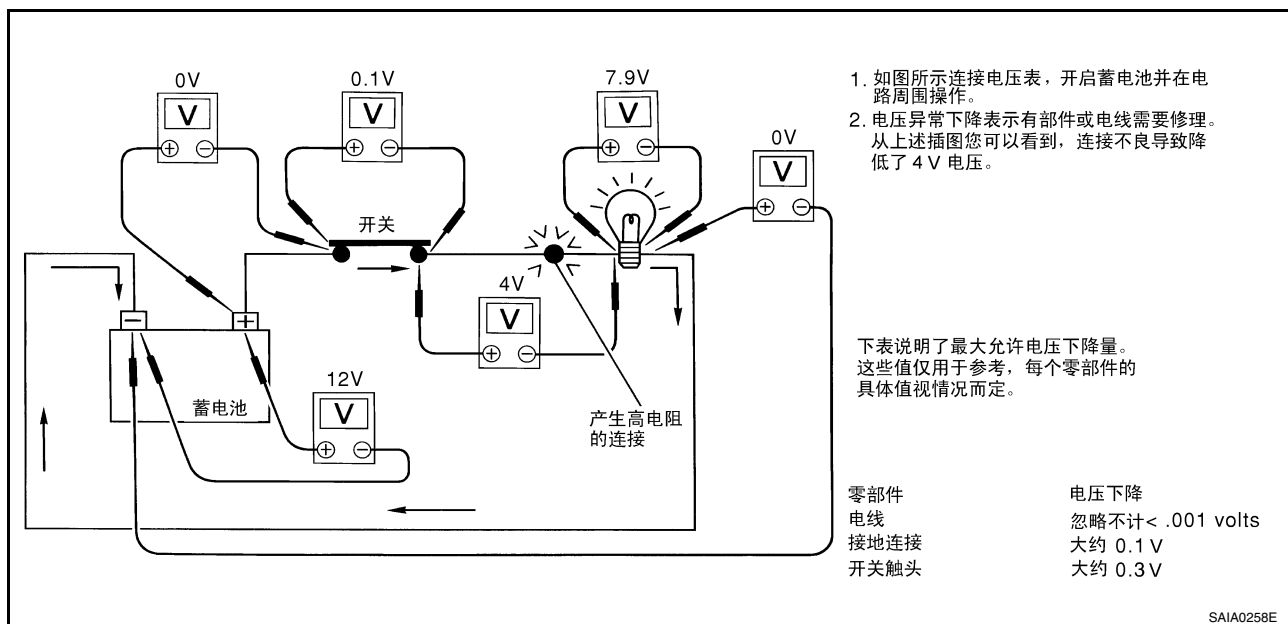 0V
0.1V
7.9V
0V
V
V
V
V
开关
4V
V
12V
V
蓄电池
产生高电阻
的连接
1. 如图所示连接电压表，开启蓄电池并在电
路周围操作。
2. 电压异常下降表示有部件或电线需要修理。
从上述插图您可以看到，连接不良导致降
低了 4 V 电压。
下表说明了最大允许电压下降量。
这些值仅用于参考，每个零部件的
具体值视情况而定。
零部件 电压下降
电线 忽略不计< .001 volts
接地连接 大约 0.1 V
开关触头 大约 0.3 V
SAIA0258E